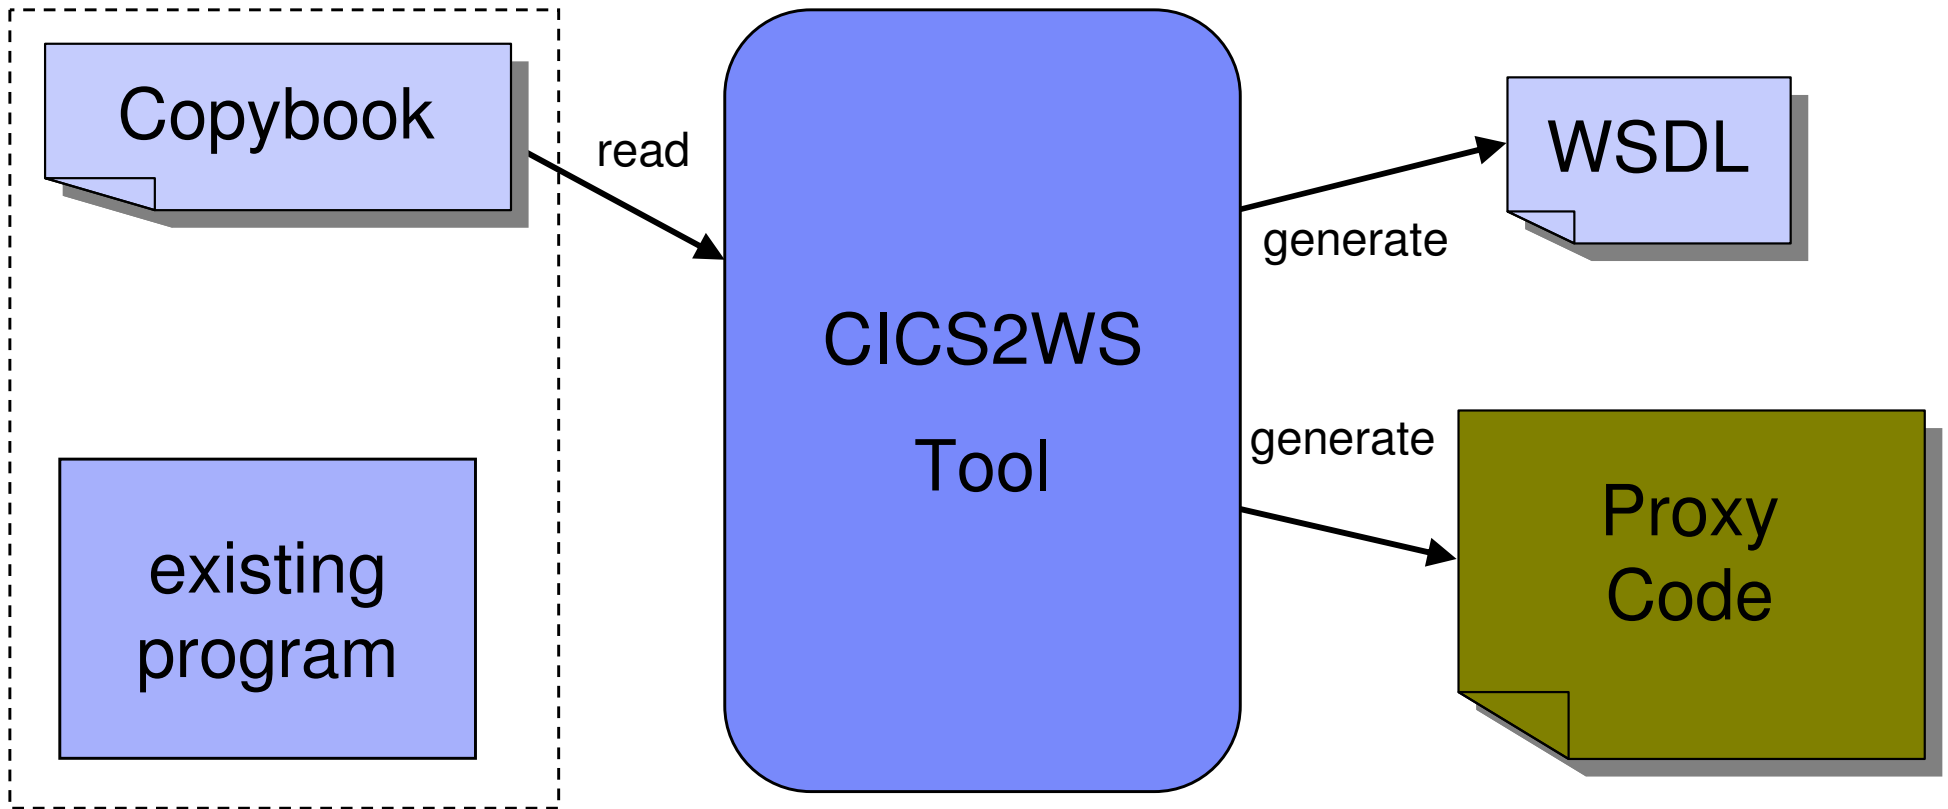 Copybook
read
existing
program
CICS2WS
Tool
generate
WSDL
generate
Proxy
Code